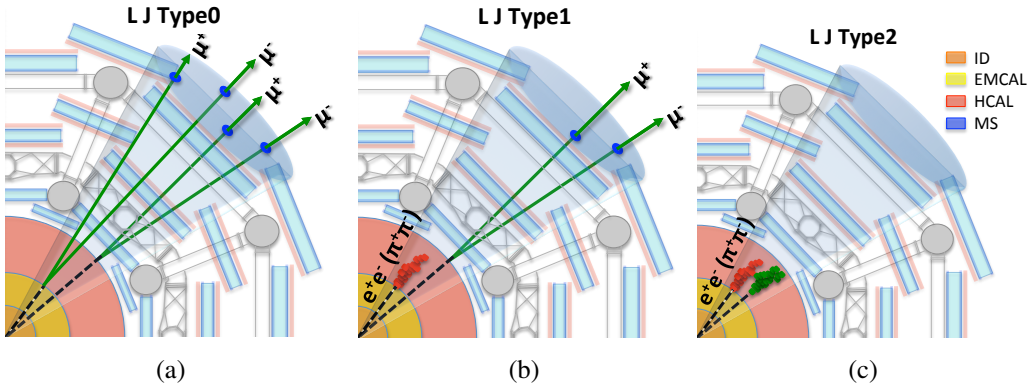 L J Type0
μ⁺
μ⁻
μ⁺
μ⁻
(a)
L J Type1
μ⁺
μ⁻
e⁺e⁻ (π⁺π⁻)
(b)
L J Type2
e⁺e⁻ (π⁺π⁻)
(c)
ID
EMCAL
HCAL
MS